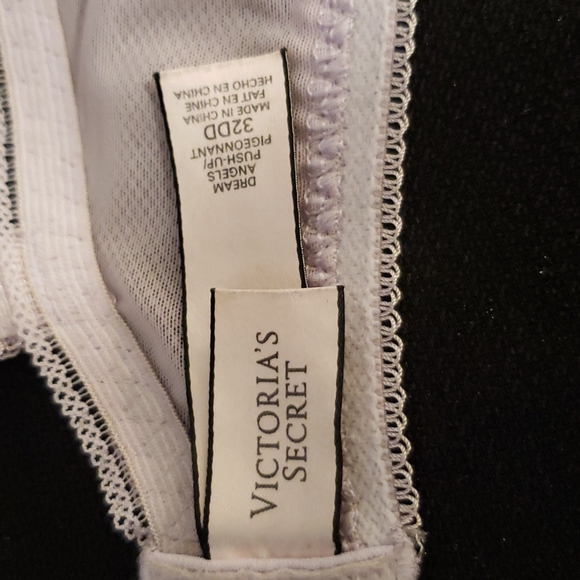 DREAM
ANGELS
PUSH-UP/
PIGEONNANT
32DD
MADE IN CHINA
FAIT EN CHINE
HECHO EN CHINA
VICTORIA'S
SECRET